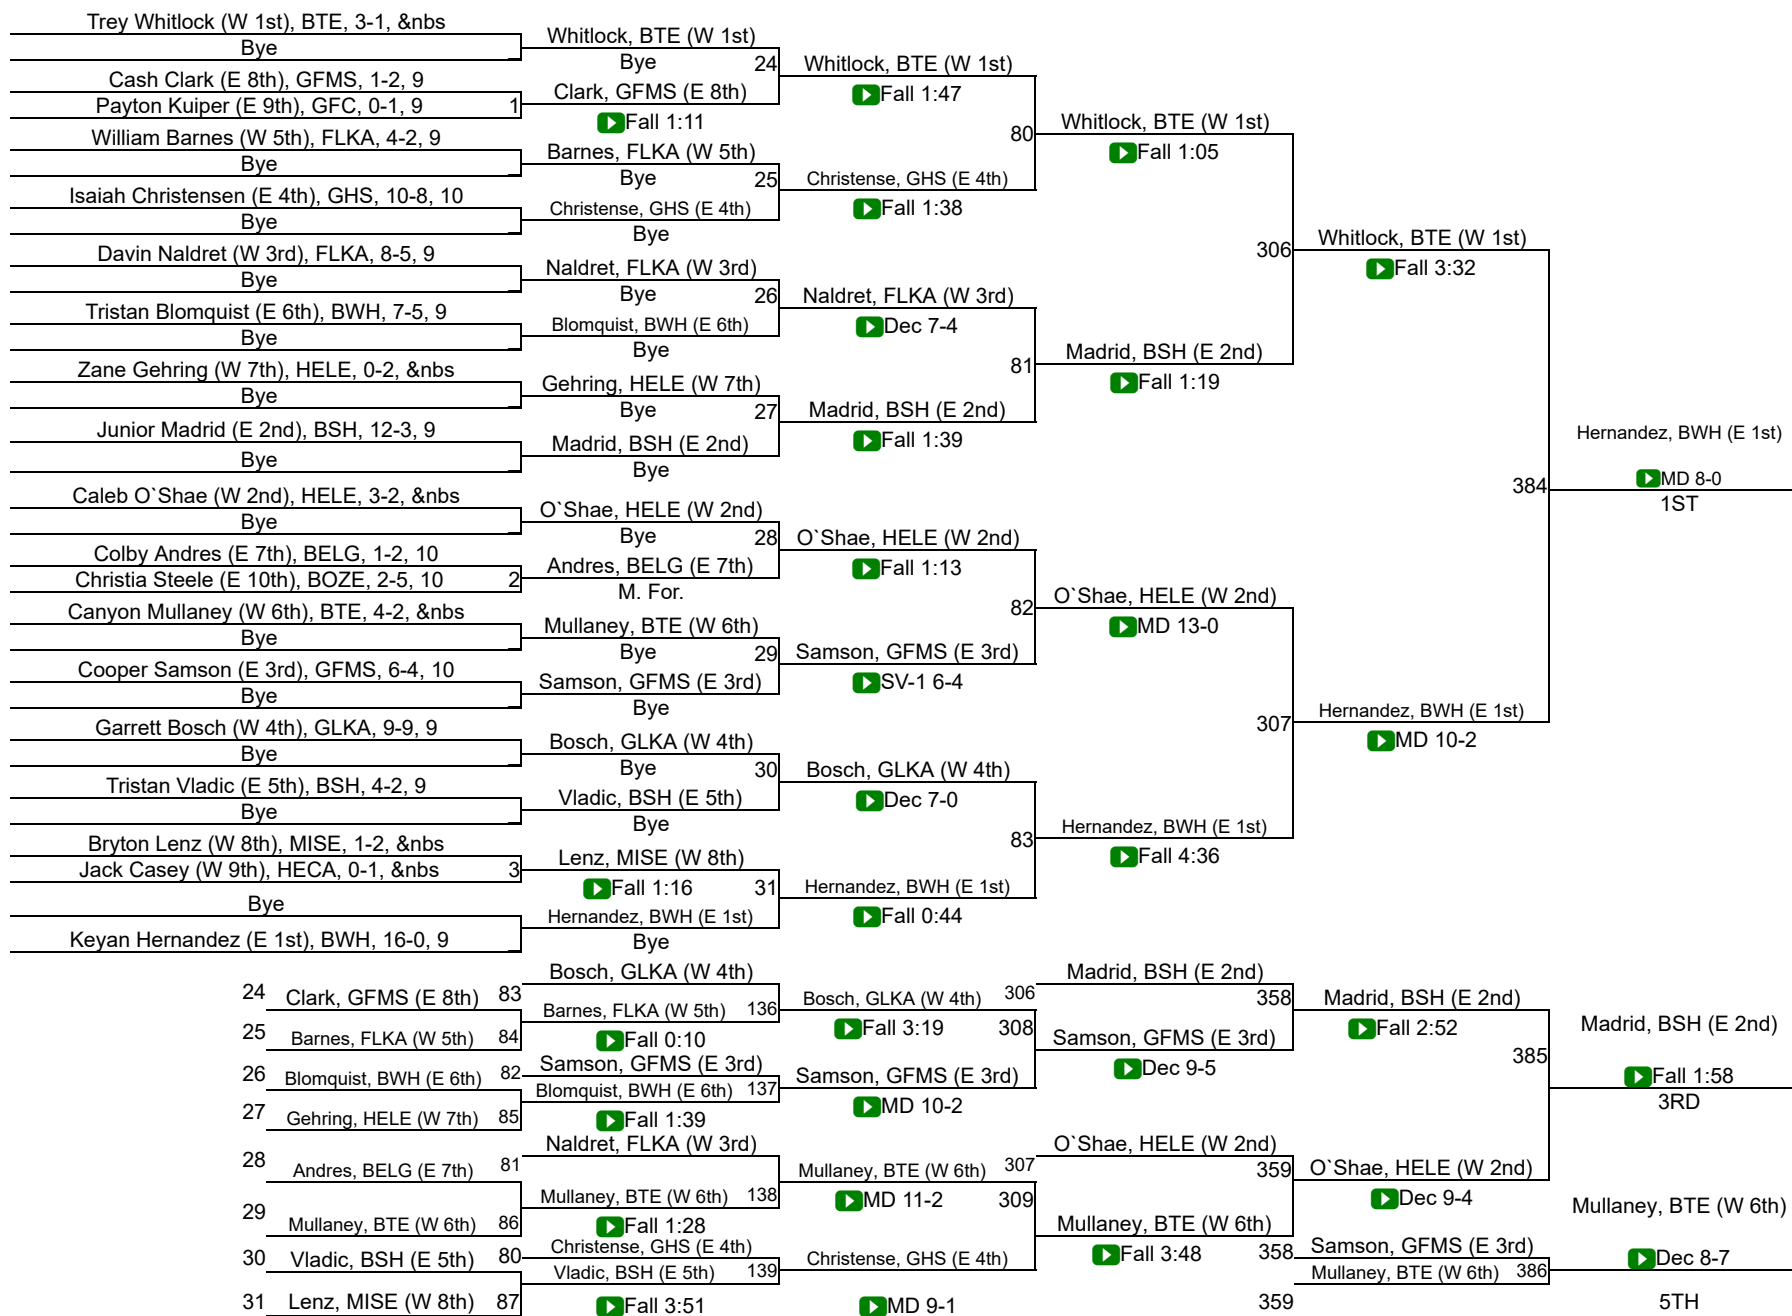 Trey Whitlock (W 1st), BTE, 3-1, &nbs
Bye
Cash Clark (E 8th), GFMS, 1-2, 9
Payton Kuiper (E 9th), GFC, 0-1, 9
1
William Barnes (W 5th), FLKA, 4-2, 9
Bye
Isaiah Christensen (E 4th), GHS, 10-8, 10
Bye
Davin Naldret (W 3rd), FLKA, 8-5, 9
Bye
Tristan Blomquist (E 6th), BWH, 7-5, 9
Bye
Zane Gehring (W 7th), HELE, 0-2, &nbs
Bye
Junior Madrid (E 2nd), BSH, 12-3, 9
Bye
Caleb O`Shae (W 2nd), HELE, 3-2, &nbs
Bye
Colby Andres (E 7th), BELG, 1-2, 10
Christia Steele (E 10th), BOZE, 2-5, 10
2
Canyon Mullaney (W 6th), BTE, 4-2, &nbs
Bye
Cooper Samson (E 3rd), GFMS, 6-4, 10
Bye
Garrett Bosch (W 4th), GLKA, 9-9, 9
Bye
Tristan Vladic (E 5th), BSH, 4-2, 9
Bye
Bryton Lenz (W 8th), MISE, 1-2, &nbs
Jack Casey (W 9th), HECA, 0-1, &nbs
3
Bye
Keyan Hernandez (E 1st), BWH, 16-0, 9
Whitlock, BTE (W 1st)
Bye
24
Clark, GFMS (E 8th)
Fall 1:11
Barnes, FLKA (W 5th)
Bye
25
Christense, GHS (E 4th)
Bye
Naldret, FLKA (W 3rd)
Bye
26
Blomquist, BWH (E 6th)
Bye
Gehring, HELE (W 7th)
Bye
27
Madrid, BSH (E 2nd)
Bye
O`Shae, HELE (W 2nd)
Bye
28
Andres, BELG (E 7th)
M. For.
Mullaney, BTE (W 6th)
Bye
29
Samson, GFMS (E 3rd)
Bye
Bosch, GLKA (W 4th)
Bye
30
Vladic, BSH (E 5th)
Bye
Lenz, MISE (W 8th)
Fall 1:16
31
Hernandez, BWH (E 1st)
Bye
Whitlock, BTE (W 1st)
Fall 1:47
80
Christense, GHS (E 4th)
Fall 1:38
Naldret, FLKA (W 3rd)
Dec 7-4
81
Madrid, BSH (E 2nd)
Fall 1:39
O`Shae, HELE (W 2nd)
Fall 1:13
82
Samson, GFMS (E 3rd)
SV-1 6-4
Bosch, GLKA (W 4th)
Dec 7-0
83
Hernandez, BWH (E 1st)
Fall 0:44
Whitlock, BTE (W 1st)
Fall 1:05
306
Madrid, BSH (E 2nd)
Fall 1:19
O`Shae, HELE (W 2nd)
MD 13-0
307
Hernandez, BWH (E 1st)
Fall 4:36
Whitlock, BTE (W 1st)
Fall 3:32
384
Hernandez, BWH (E 1st)
MD 10-2
Hernandez, BWH (E 1st)
MD 8-0
1ST
24
Clark, GFMS (E 8th)
83
25
Barnes, FLKA (W 5th)
84
26
Blomquist, BWH (E 6th)
82
27
Gehring, HELE (W 7th)
85
28
Andres, BELG (E 7th)
81
29
Mullaney, BTE (W 6th)
86
30
Vladic, BSH (E 5th)
80
31
Lenz, MISE (W 8th)
87
Bosch, GLKA (W 4th)
Barnes, FLKA (W 5th)
136
Fall 0:10
Samson, GFMS (E 3rd)
Blomquist, BWH (E 6th)
137
Fall 1:39
Naldret, FLKA (W 3rd)
Mullaney, BTE (W 6th)
138
Fall 1:28
Christense, GHS (E 4th)
Vladic, BSH (E 5th)
139
Fall 3:51
Bosch, GLKA (W 4th)
306
Fall 3:19
308
Samson, GFMS (E 3rd)
MD 10-2
Mullaney, BTE (W 6th)
307
MD 11-2
309
Christense, GHS (E 4th)
MD 9-1
Madrid, BSH (E 2nd)
358
Samson, GFMS (E 3rd)
Dec 9-5
O`Shae, HELE (W 2nd)
359
Mullaney, BTE (W 6th)
Fall 3:48
Madrid, BSH (E 2nd)
Fall 2:52
385
O`Shae, HELE (W 2nd)
Dec 9-4
Madrid, BSH (E 2nd)
Fall 1:58
3RD
358
Samson, GFMS (E 3rd)
Mullaney, BTE (W 6th)
386
359
Mullaney, BTE (W 6th)
Dec 8-7
5TH